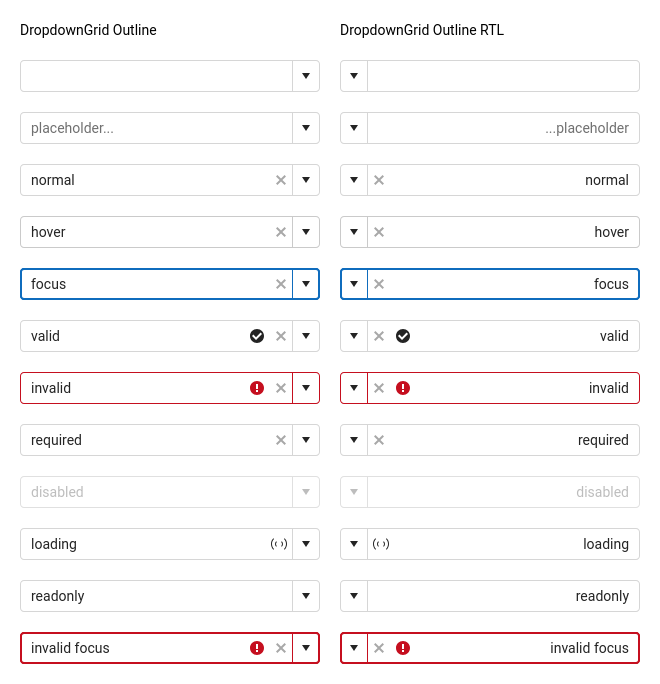 DropdownGrid Outline
DropdownGrid Outline RTL
placeholder...
...placeholder
normal
normal
hover
hover
focus
focus
valid
valid
invalid
invalid
required
required
disabled
disabled
loading
loading
readonly
readonly
invalid focus
invalid focus